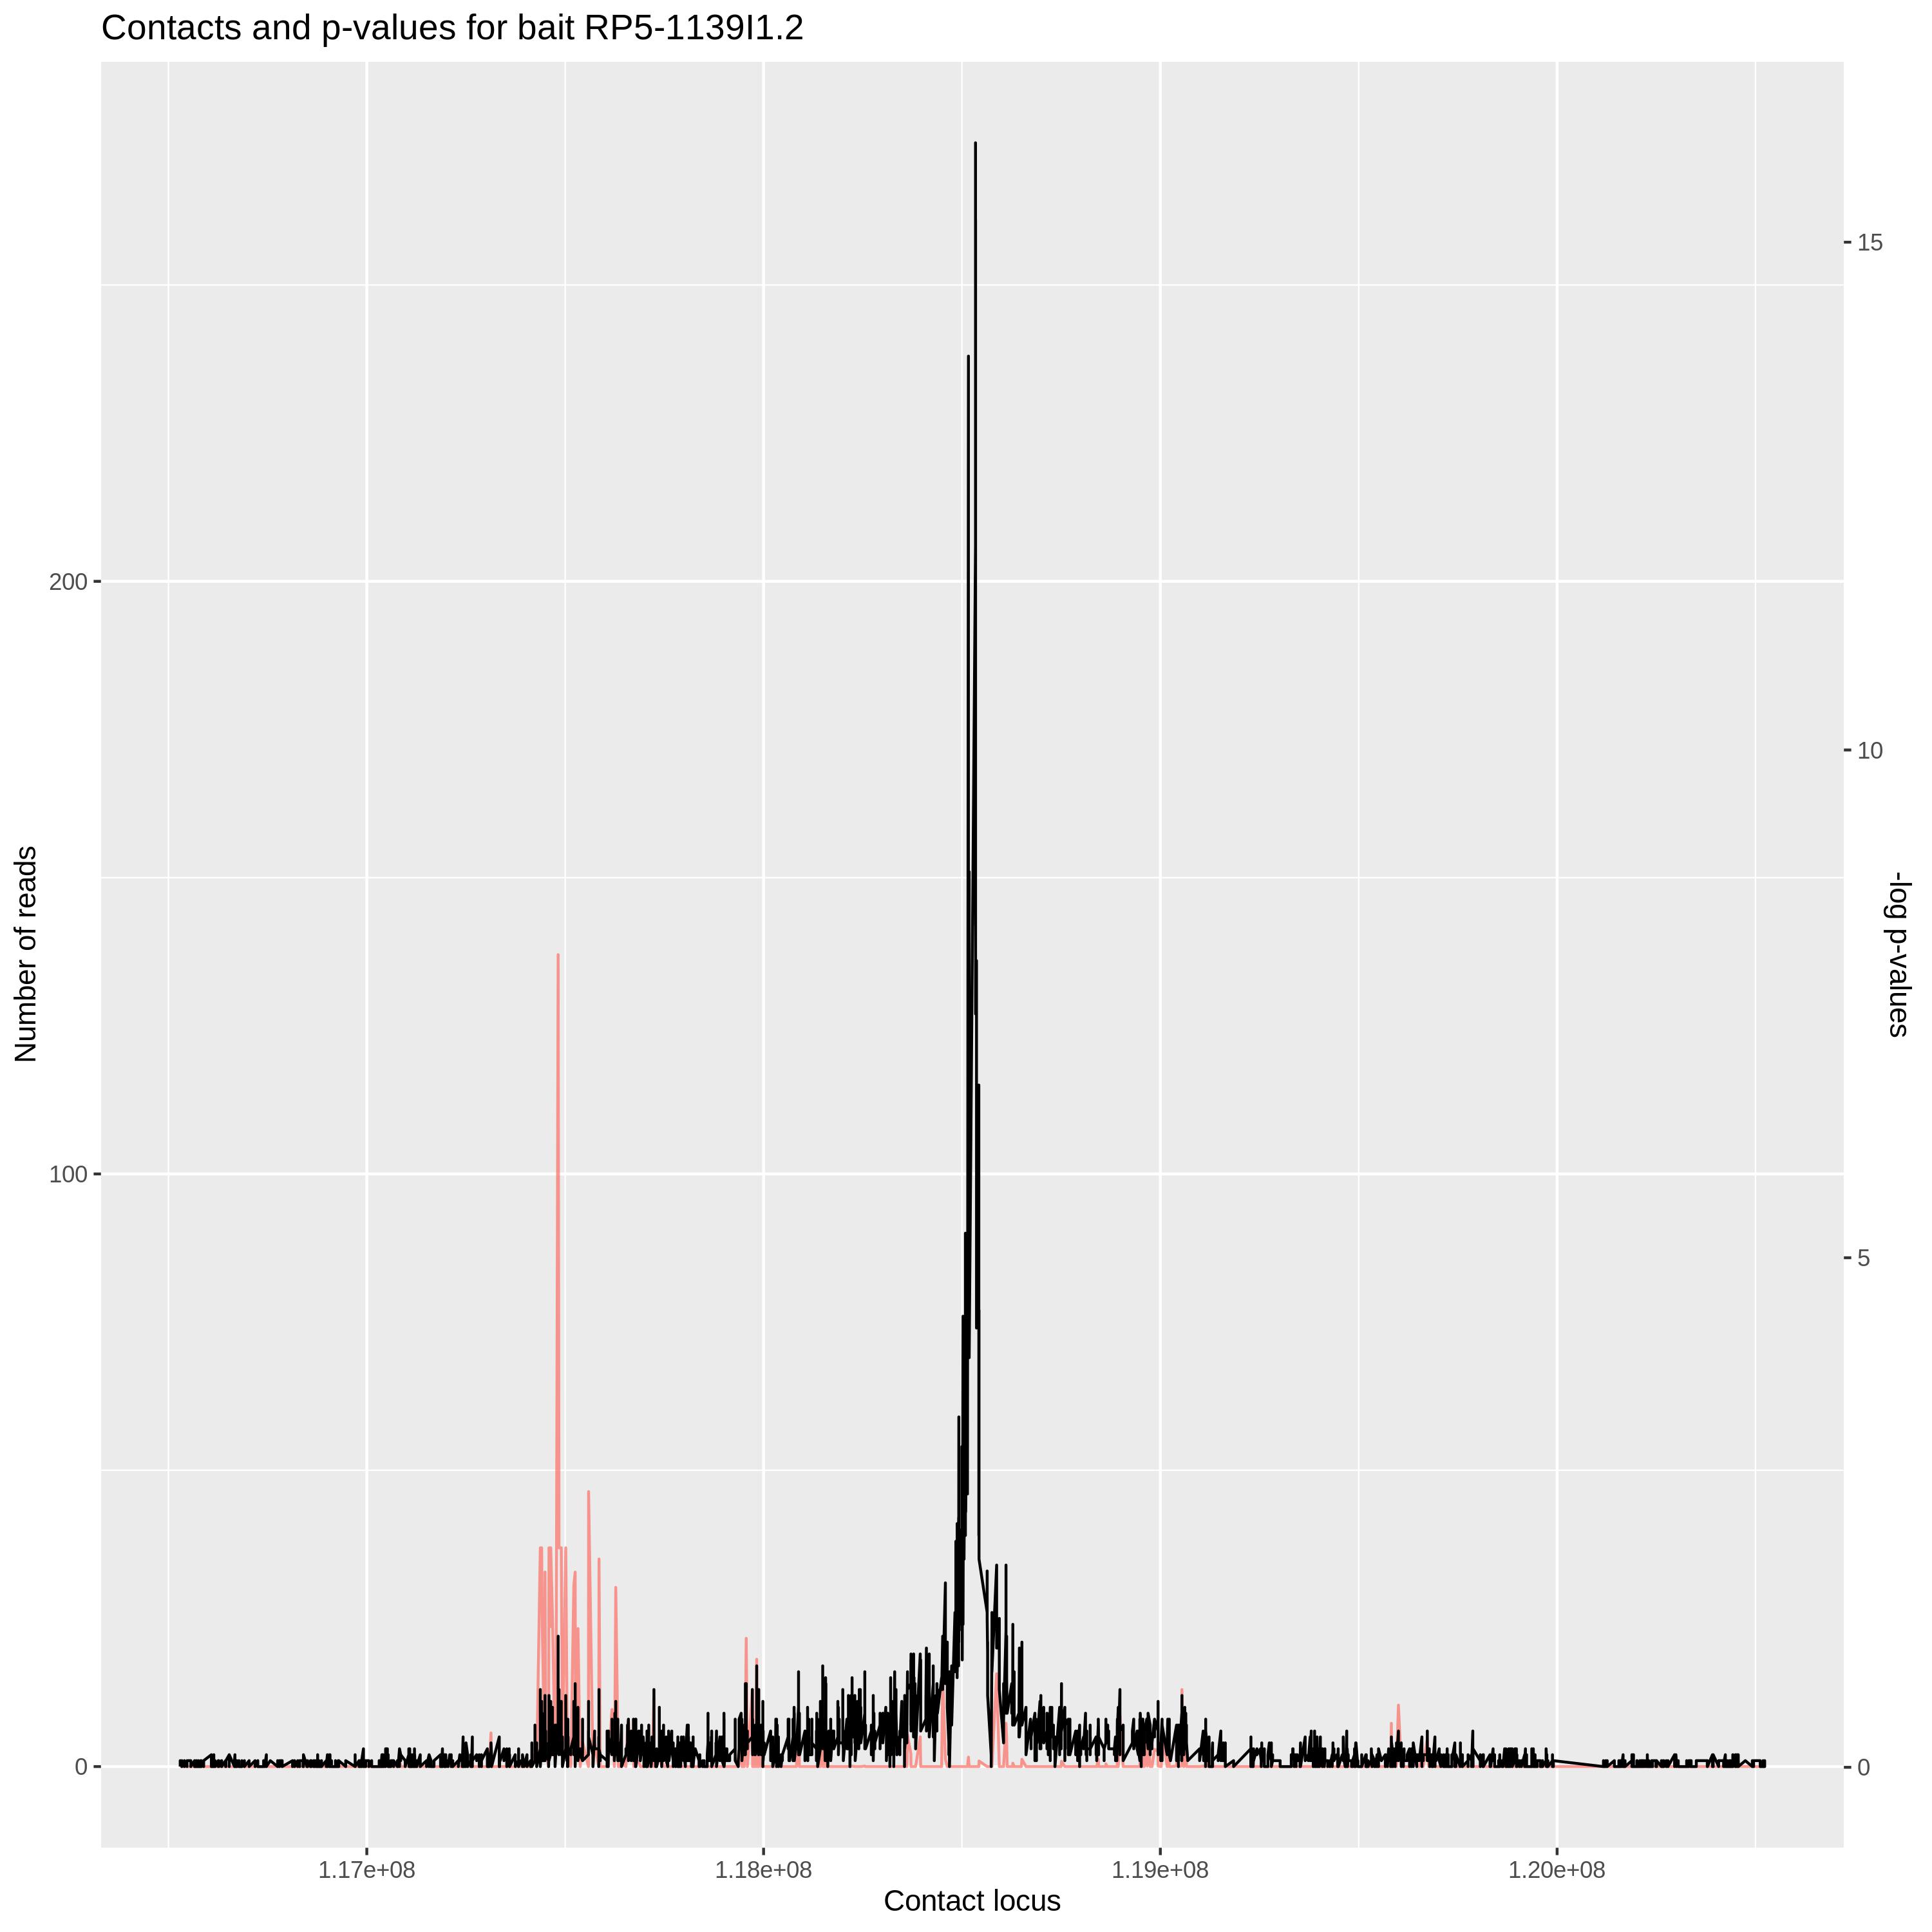 Contacts and p-values for bait RP5-1139I1.2
Number of reads
200
100
0
15
10
5
0
-log p-values
1.17e+08
1.18e+08
1.19e+08
1.20e+08
Contact locus